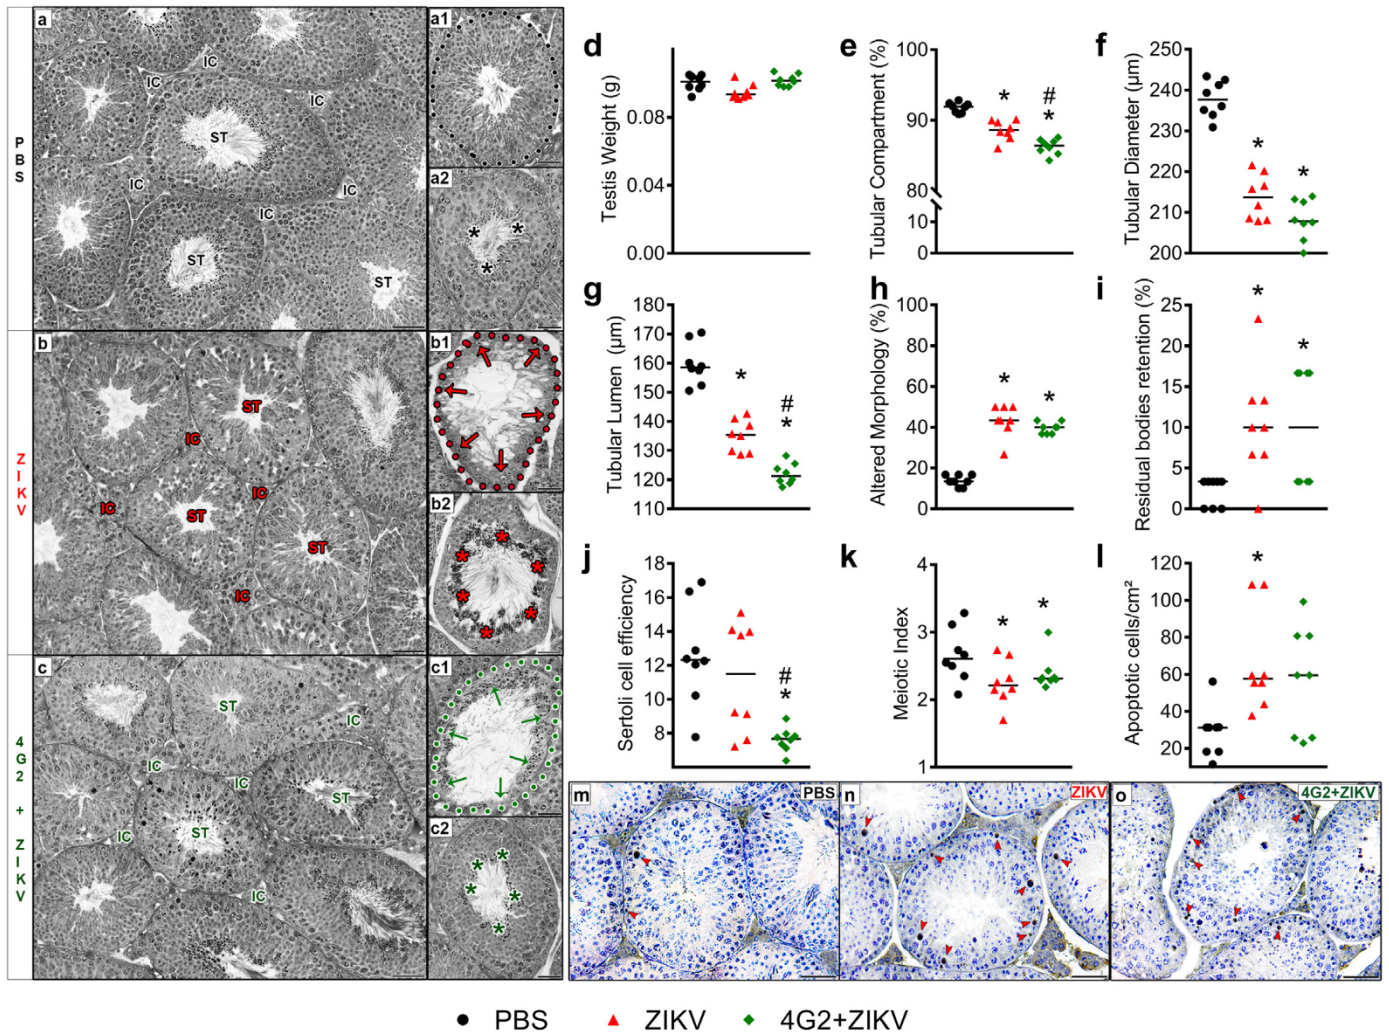 a
IC
IC
IC
ST
IC
IC
IC
ST
ST
PBS
a1
a2
* * *
b
ST
IC
IC
IC
ST
ST
IC
ZIKV
b1
b2
* * * * * * *
c
ST
IC
IC
IC
ST
ST
IC
IC
4G2 + ZIKV
c1
c2
* * * * *
d
Testis Weight (g)
0.08
0.04
0.00
e
Tubular Compartment (%)
100
90
80
10
0
*
#
*
f
Tubular Diameter (µm)
250
240
230
220
210
200
*
*
g
Tubular Lumen (µm)
180
170
160
150
140
130
120
110
*
#
*
h
Altered Morphology (%)
100
80
60
40
20
0
*
*
i
Residual bodies retention (%)
25
20
15
10
5
0
*
*
j
Sertoli cell efficiency
18
16
14
12
10
8
#
*
k
Meiotic Index
4
3
2
1
*
*
l
Apoptotic cells/cm²
120
100
80
60
40
20
*
m
PBS
n
ZIKV
o
4G2+ZIKV
PBS ZIKV 4G2+ZIKV